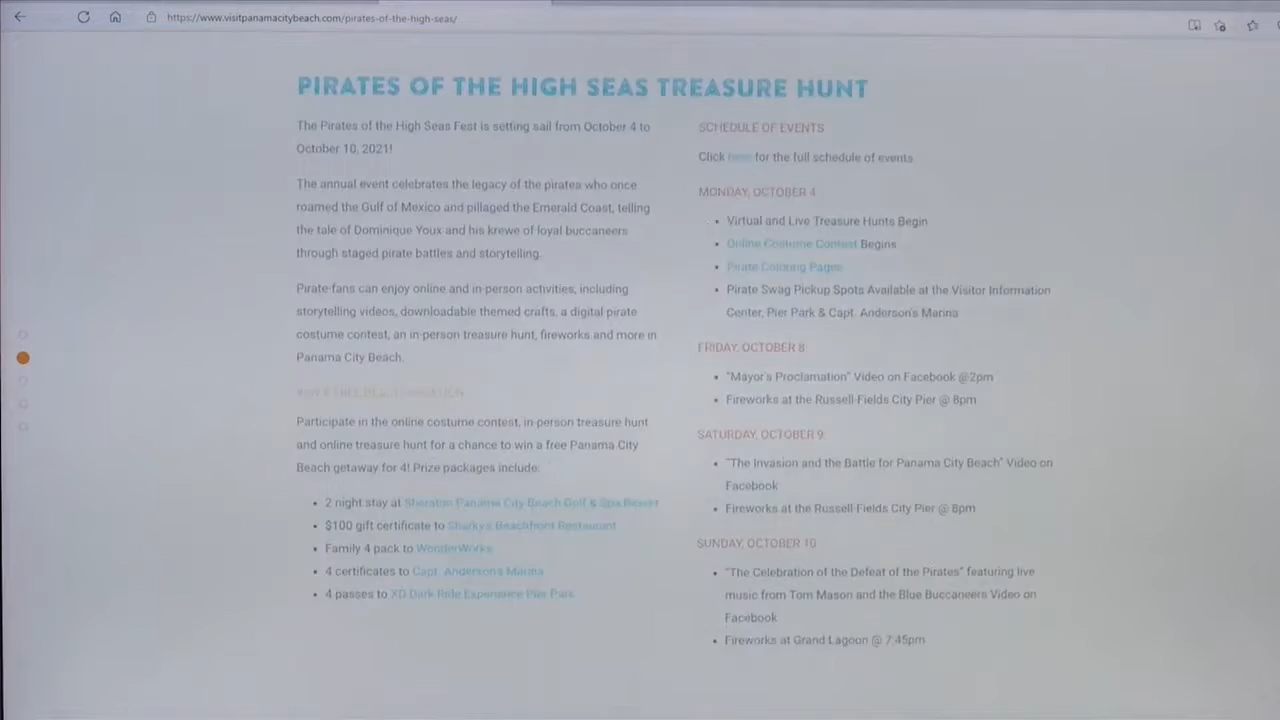 https://www.visitpanamacitybeach.com/pirates-of-the-high-seas/
PIRATES OF THE HIGH SEAS TREASURE HUNT
The Pirates of the High Seas Fest is setting sail from October 4 to
October 10, 2021!
The annual event celebrates the legacy of the pirates who once
roamed the Gulf of Mexico and pillaged the Emerald Coast, telling
the tale of Dominique Youx and his krewe of loyal buccaneers
through staged pirate battles and storytelling.
Pirate-fans can enjoy online and in-person activities, including
storytelling videos, downloadable themed crafts, a digital pirate
costume contest, an in-person treasure hunt, fireworks and more in
Panama City Beach.
WIN A FREE BEACH VACATION
Participate in the online costume contest, in-person treasure hunt
and online treasure hunt for a chance to win a free Panama City
Beach getaway for 4! Prize packages include:
• 2 night stay at Sheraton Panama City Beach Golf & Spa Resort
• $100 gift certificate to Sharky's Beachfront Restaurant
• Family 4 pack to WonderWorks
• 4 certificates to Capt. Anderson's Marina
• 4 passes to XD Dark Ride Experience Pier Park
SCHEDULE OF EVENTS
Click here for the full schedule of events
MONDAY, OCTOBER 4
• Virtual and Live Treasure Hunts Begin
• Online Costume Contest Begins
• Pirate Coloring Pages
• Pirate Swag Pickup Spots Available at the Visitor Information
Center, Pier Park & Capt. Anderson's Marina
FRIDAY, OCTOBER 8
• "Mayor's Proclamation" Video on Facebook @2pm
• Fireworks at the Russell-Fields City Pier @ 8pm
SATURDAY, OCTOBER 9
• "The Invasion and the Battle for Panama City Beach" Video on
Facebook
• Fireworks at the Russell-Fields City Pier @ 8pm
SUNDAY, OCTOBER 10
• "The Celebration of the Defeat of the Pirates" featuring live
music from Tom Mason and the Blue Buccaneers Video on
Facebook
• Fireworks at Grand Lagoon @ 7:45pm